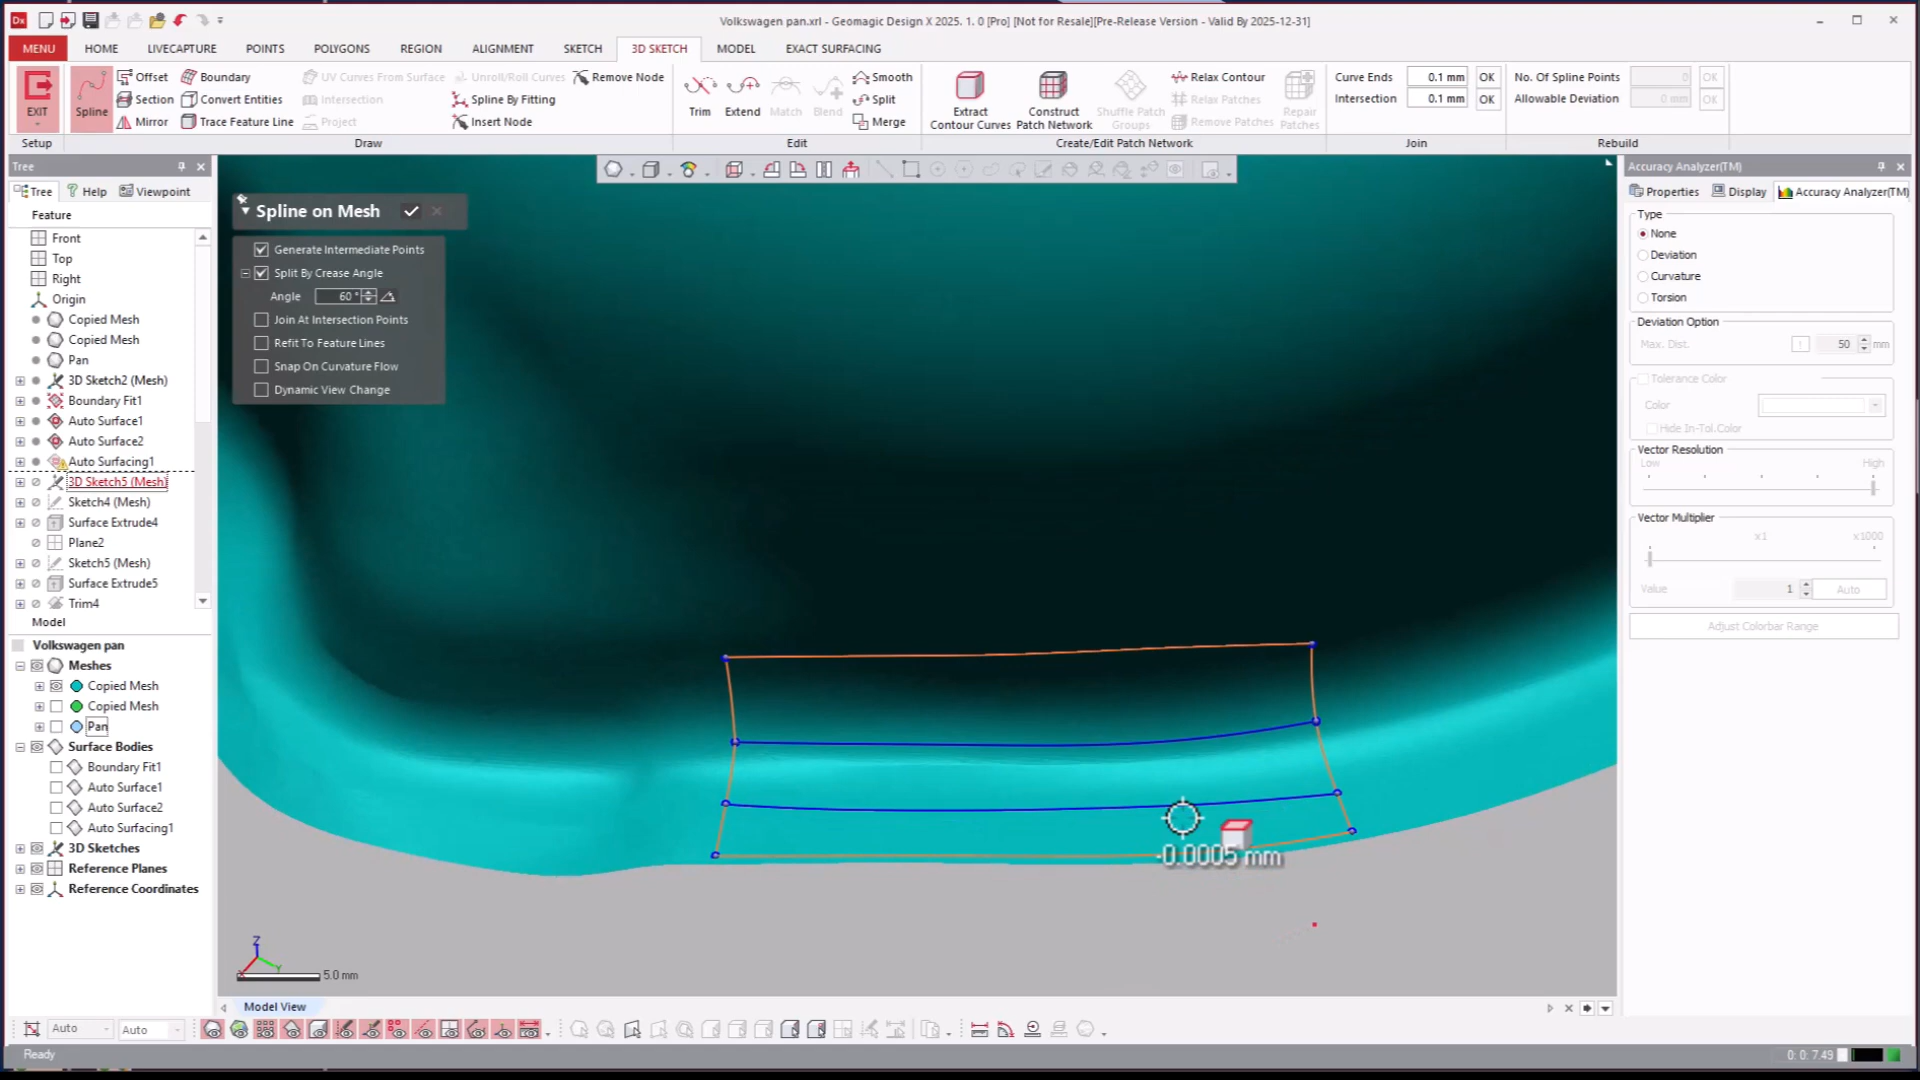 Volkswagen pan.xrl - Geomagic Design X 2025. 1. 0 [Pro] [Not for Resale][Pre-Release Version - Valid By 2025-12-31]
MENU HOME LIVECAPTURE POINTS POLYGONS REGION ALIGNMENT SKETCH 3D SKETCH MODEL EXACT SURFACING
EXIT
Setup
Spline
Offset
Section
Mirror
Boundary
Convert Entities
Trace Feature Line
UV Curves From Surface
Intersection
Project
Unroll/Roll Curves
Spline By Fitting
Insert Node
Remove Node
Draw
Trim
Extend
Match
Blend
Smooth
Split
Merge
Edit
Extract
Contour Curves
Construct
Patch Network
Shuffle Patch
Groups
Relax Contour
Relax Patches
Remove Patches
Repair
Patches
Create/Edit Patch Network
Curve Ends 0.1 mm OK
Intersection 0.1 mm OK
Join
No. Of Spline Points 0 OK
Allowable Deviation 0 mm OK
Rebuild
Tree
Tree Help Viewpoint
Feature
Front
Top
Right
Origin
Copied Mesh
Copied Mesh
Pan
3D Sketch2 (Mesh)
Boundary Fit1
Auto Surface1
Auto Surface2
Auto Surfacing1
3D Sketch5 (Mesh)
Sketch4 (Mesh)
Surface Extrude4
Plane2
Sketch5 (Mesh)
Surface Extrude5
Trim4
Model
Volkswagen pan
Meshes
Copied Mesh
Copied Mesh
Pan
Surface Bodies
Boundary Fit1
Auto Surface1
Auto Surface2
Auto Surfacing1
3D Sketches
Reference Planes
Reference Coordinates
Spline on Mesh
Generate Intermediate Points
Split By Crease Angle
Angle 60 °
Join At Intersection Points
Refit To Feature Lines
Snap On Curvature Flow
Dynamic View Change
-0.0005 mm
Z
5.0 mm
Model View
Accuracy Analyzer(TM)
Properties Display Accuracy Analyzer(TM)
Type
None
Deviation
Curvature
Torsion
Deviation Option
Max. Dist. 50 mm
Tolerance Color
Color
Hide In-Tol.Color
Vector Resolution
Low High
Vector Multiplier
x1 x1000
Value 1 Auto
Adjust Colorbar Range
Auto Auto
Ready
0: 0: 7.49